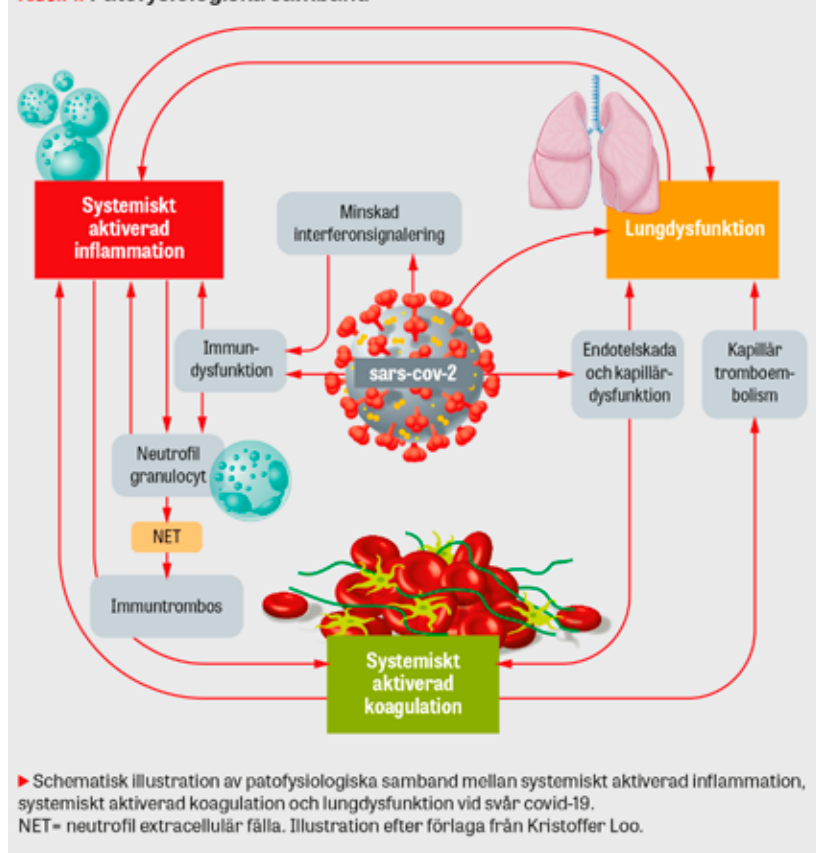 Patofysiologiska samband
Systemiskt
aktiverad
inflammation
Minskad
interferonsignalering
Lungdysfunktion
Immun-
dysfunktion
sars-cov-2
Endotelskada
och kapillär-
dysfunktion
Kapillär
tromboem-
bolism
Neutrofil
granulocyt
NET
Immuntrombos
Systemiskt
aktiverad
koagulation
▶ Schematisk illustration av patofysiologiska samband mellan systemiskt aktiverad inflammation,
systemiskt aktiverad koagulation och lungdysfunktion vid svår covid-19.
NET= neutrofil extracellulär fälla. Illustration efter förlaga från Kristoffer Loo.